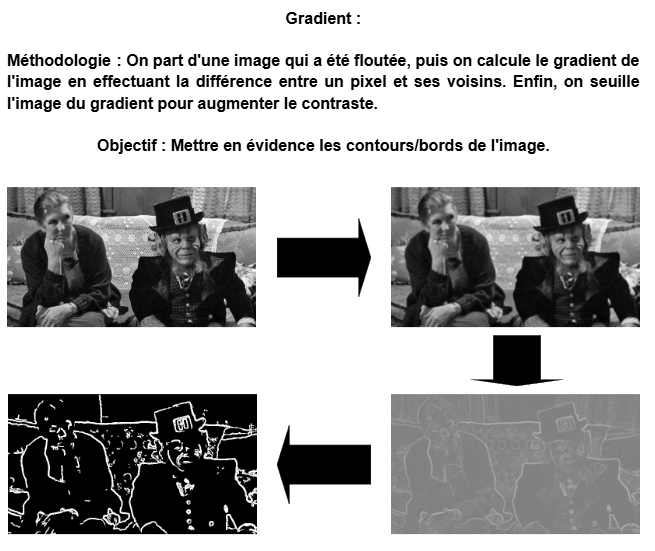 Gradient :
Méthodologie : On part d'une image qui a été floutée, puis on calcule le gradient de
l'image en effectuant la différence entre un pixel et ses voisins. Enfin, on seuille
l'image du gradient pour augmenter le contraste.
Objectif : Mettre en évidence les contours/bords de l'image.